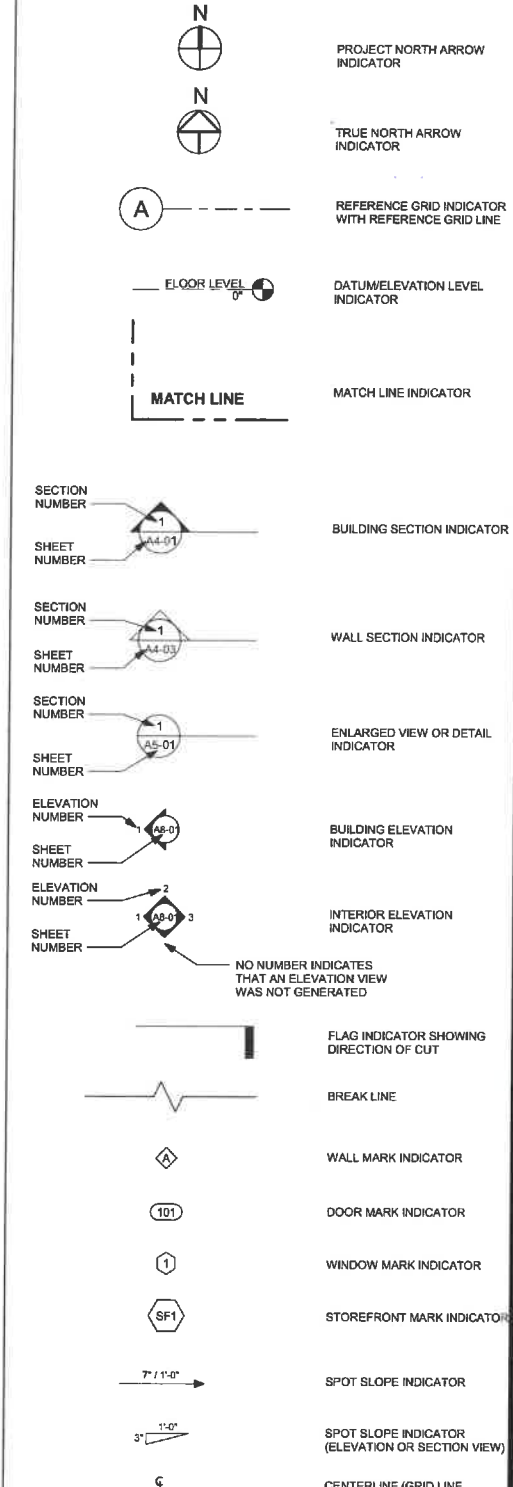 N
PROJECT NORTH ARROW
INDICATOR
N
TRUE NORTH ARROW
INDICATOR
A
REFERENCE GRID INDICATOR
WITH REFERENCE GRID LINE
FLOOR LEVEL
0"
DATUM/ELEVATION LEVEL
INDICATOR
MATCH LINE
MATCH LINE INDICATOR
SECTION
NUMBER
1
SHEET
NUMBER
A4-01
BUILDING SECTION INDICATOR
SECTION
NUMBER
1
SHEET
NUMBER
A4-03
WALL SECTION INDICATOR
SECTION
NUMBER
1
SHEET
NUMBER
A5-01
ENLARGED VIEW OR DETAIL
INDICATOR
ELEVATION
NUMBER
1
SHEET
NUMBER
BUILDING ELEVATION
INDICATOR
ELEVATION
NUMBER
2
1
3
SHEET
NUMBER
INTERIOR ELEVATION
INDICATOR
NO NUMBER INDICATES
THAT AN ELEVATION VIEW
WAS NOT GENERATED
FLAG INDICATOR SHOWING
DIRECTION OF CUT
BREAK LINE
A
WALL MARK INDICATOR
101
DOOR MARK INDICATOR
1
WINDOW MARK INDICATOR
SF1
STOREFRONT MARK INDICATOR
7" / 1'-0"
SPOT SLOPE INDICATOR
1'-0"
3"
SPOT SLOPE INDICATOR
(ELEVATION OR SECTION VIEW)
℄
CENTERLINE (GRID LINE